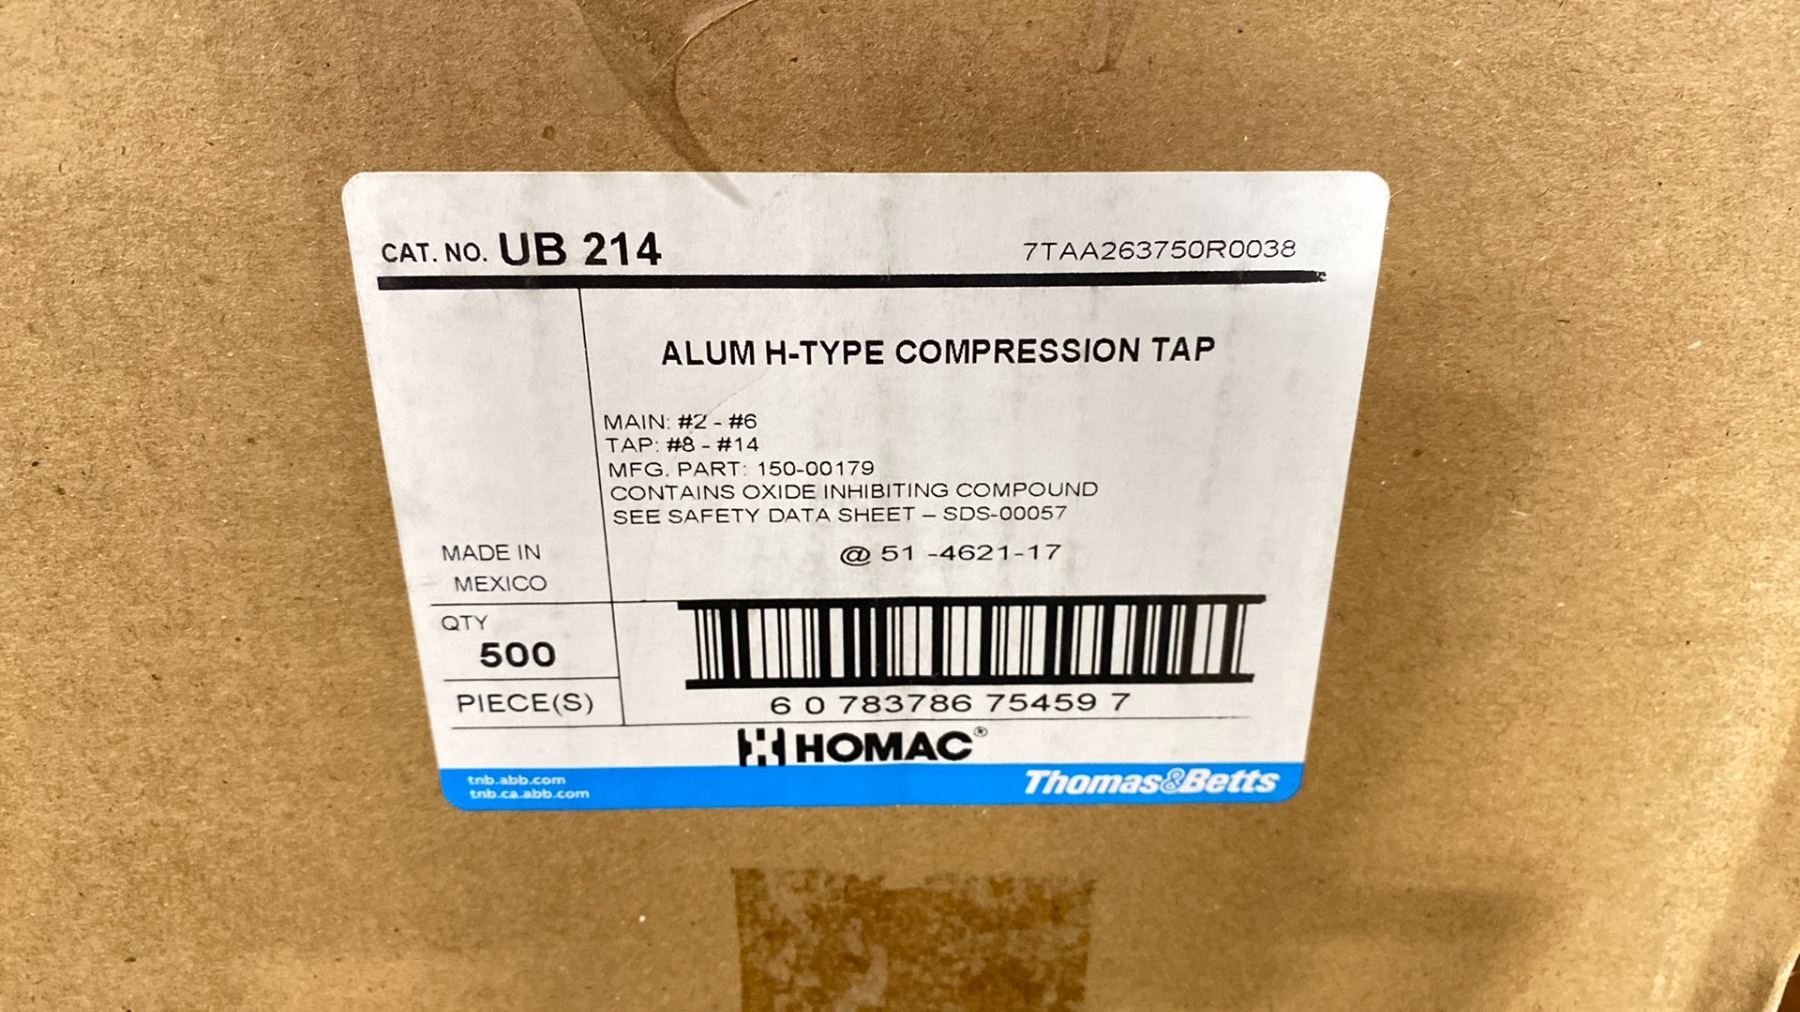 CAT. NO. UB 214 7TAA263750R0038
ALUM H-TYPE COMPRESSION TAP
MAIN: #2 - #6
TAP: #8 - #14
MFG. PART: 150-00179
CONTAINS OXIDE INHIBITING COMPOUND
SEE SAFETY DATA SHEET – SDS-00057
@ 51 -4621-17
MADE IN
MEXICO
QTY
500
PIECE(S)
6 0 783786 75459 7
HOMAC®
tnb.abb.com
tnb.ca.abb.com
Thomas&Betts